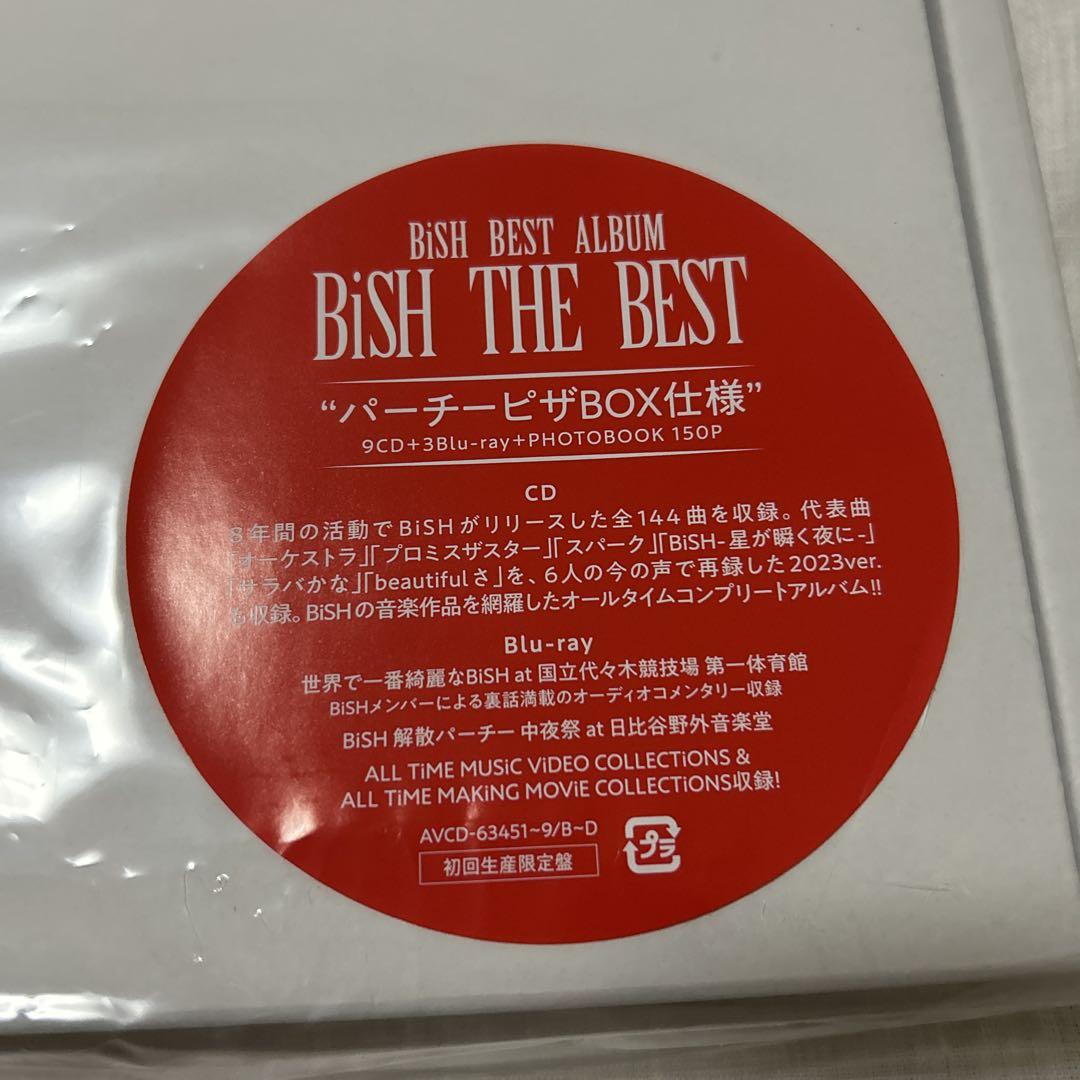 BiSH BEST ALBUM
BiSH THE BEST
“パーチーピザBOX仕様”
9CD+3Blu-ray+PHOTOBOOK 150P
CD
8年間の活動でBiSHがリリースした全144曲を収録。代表曲
「オーケストラ」「プロミスザスター」「スパーク」「BiSH-星が瞬く夜に-」
「サラバかな」「beautifulさ」を、6人の今の声で再録した2023ver.
も収録。BiSHの音楽作品を網羅したオールタイムコンプリートアルバム!!
Blu-ray
世界で一番綺麗なBiSH at 国立代々木競技場 第一体育館
BiSHメンバーによる裏話満載のオーディオコメンタリー収録
BiSH 解散パーチー 中夜祭 at 日比谷野外音楽堂
ALL TiME MUSiC ViDEO COLLECTiONS &
ALL TiME MAKiNG MOViE COLLECTiONS収録!
AVCD-63451~9/B~D
初回生産限定盤
プラ